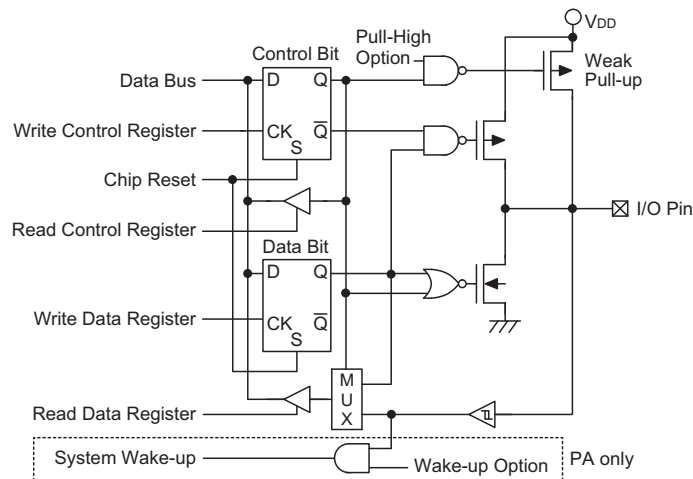 VDD
Pull-High
Option
Control Bit
Weak
Pull-up
Data Bus
D
Q
Write Control Register
CK
Q
S
Chip Reset
I/O Pin
Read Control Register
Data Bit
D
Q
Write Data Register
CK
Q
S
M
U
X
Read Data Register
System Wake-up
Wake-up Option
PA only